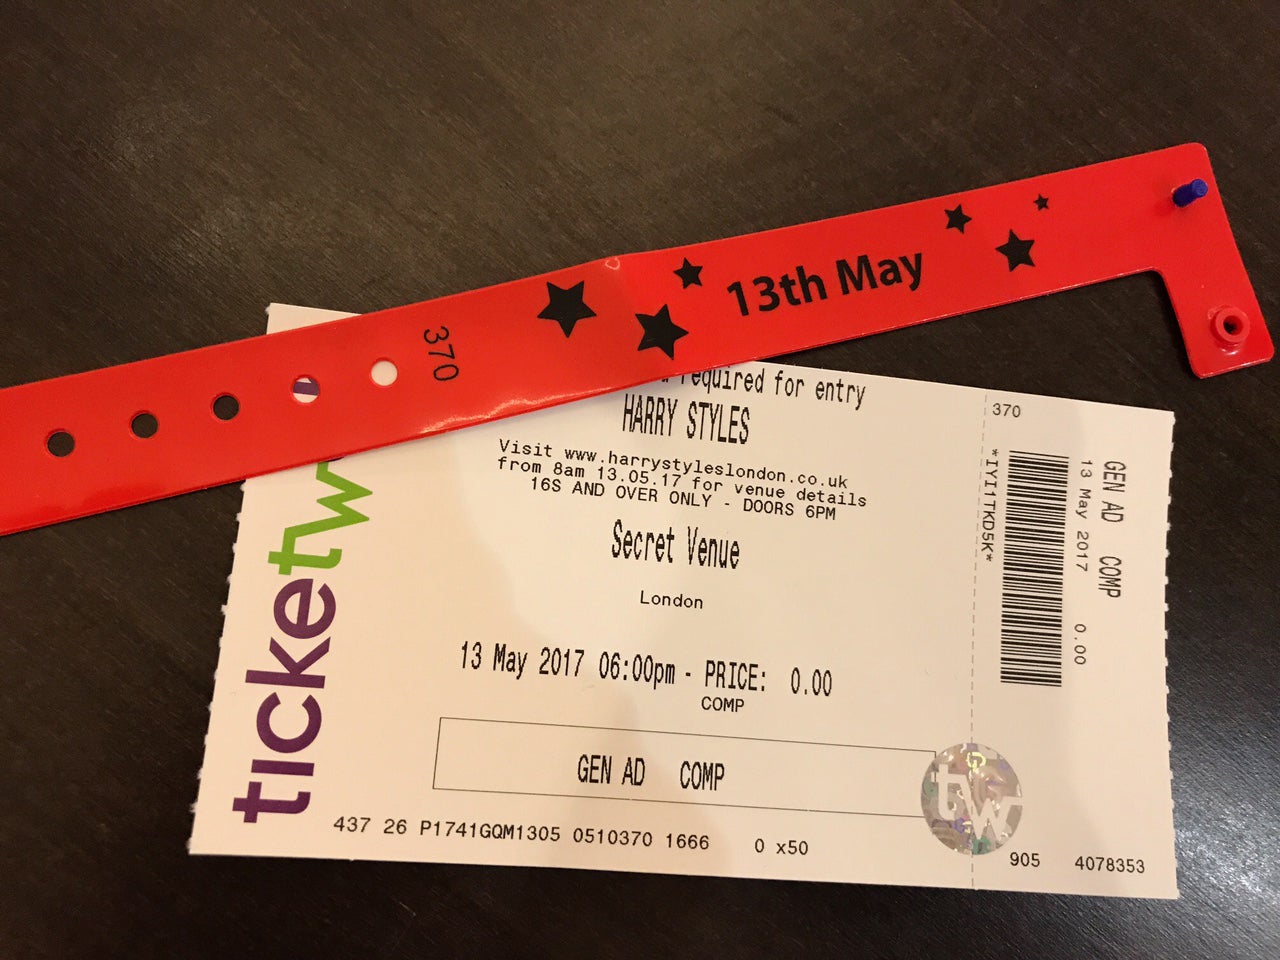 13th May
370
required for entry
HARRY STYLES
Visit www.harrystyleslondon.co.uk
from 8am 13.05.17 for venue details
16S AND OVER ONLY - DOORS 6PM
Secret Venue
London
13 May 2017 06:00pm - PRICE: 0.00
COMP
GEN AD COMP
437 26 P1741GQM1305 0510370 1666 0 x50
tickettw
tw
370
GEN AD COMP
13 May 2017 0.00
*IYI1TKD5K*
905 4078353